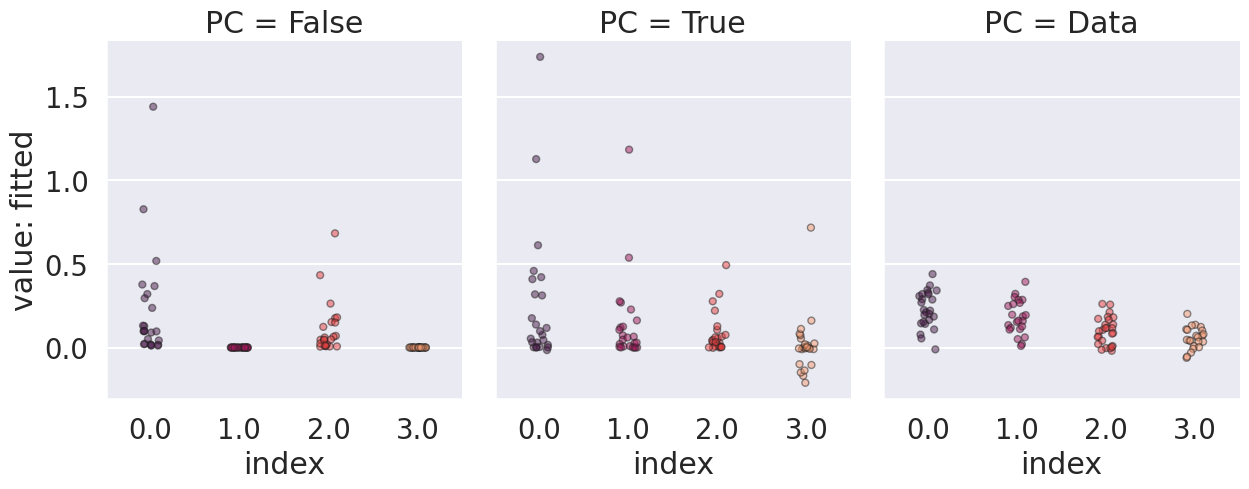 PC = False PC = True PC = Data
value: fitted
1.5
1.0
0.5
0.0
0.0 1.0 2.0 3.0 0.0 1.0 2.0 3.0 0.0 1.0 2.0 3.0
index index index